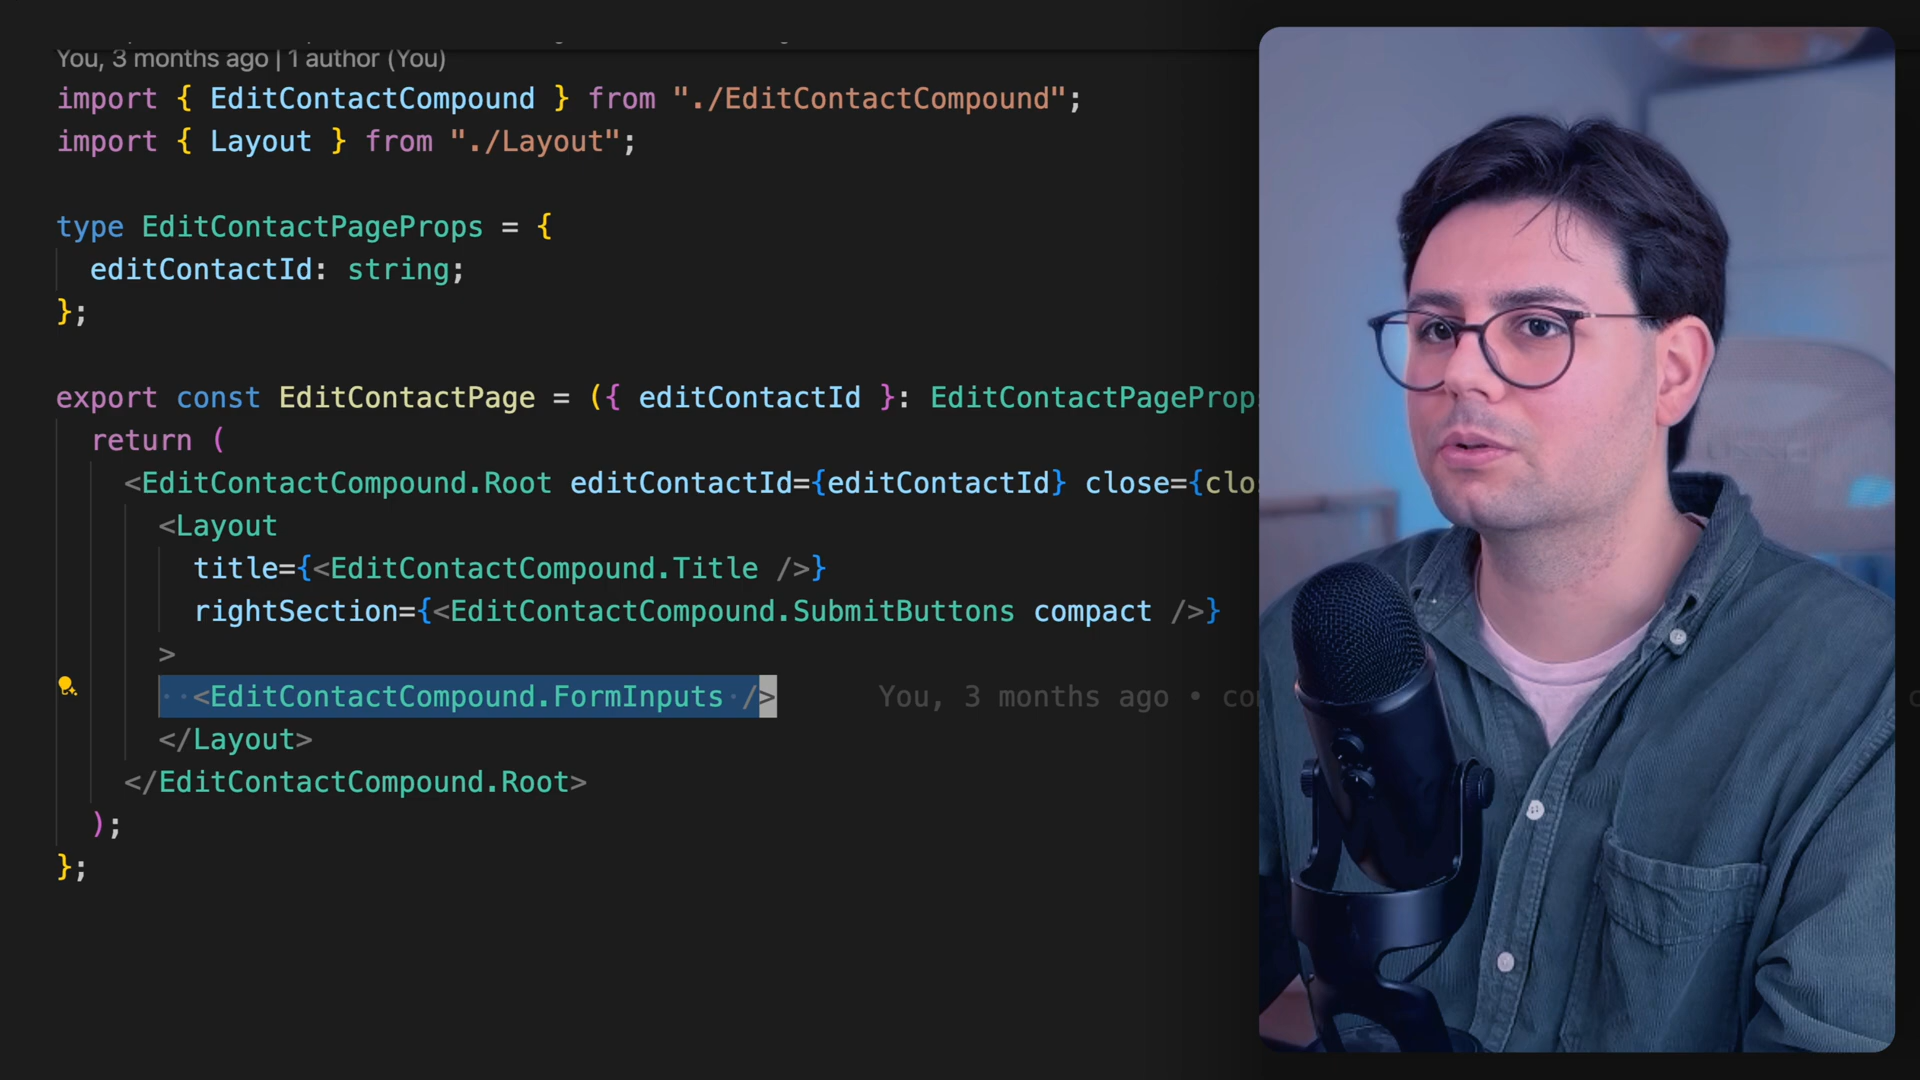 You, 3 months ago | 1 author (You)
import { EditContactCompound } from "./EditContactCompound";
import { Layout } from "./Layout";
type EditContactPageProps = {
editContactId: string;
};
export const EditContactPage = ({ editContactId }: EditContactPageProp
return (
<EditContactCompound.Root editContactId={editContactId} close={clo
<Layout
title={<EditContactCompound.Title />}
rightSection={<EditContactCompound.SubmitButtons compact />}
>
<EditContactCompound.FormInputs /> You, 3 months ago • co
</Layout>
</EditContactCompound.Root>
);
};